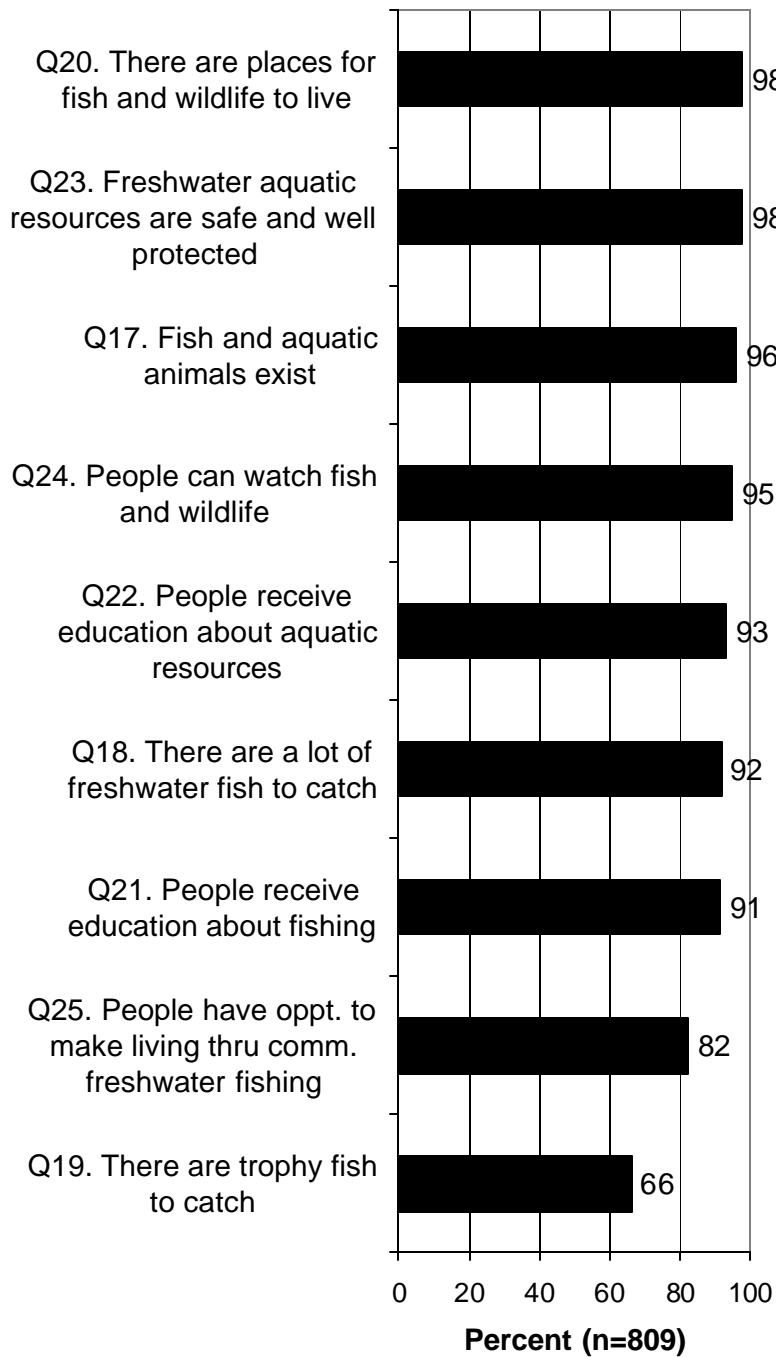 Q20. There are places for
fish and wildlife to live
98
Q23. Freshwater aquatic
resources are safe and well
protected
98
Q17. Fish and aquatic
animals exist
96
Q24. People can watch fish
and wildlife
95
Q22. People receive
education about aquatic
resources
93
Q18. There are a lot of
freshwater fish to catch
92
Q21. People receive
education about fishing
91
Q25. People have oppt. to
make living thru comm.
freshwater fishing
82
Q19. There are trophy fish
to catch
66
0 20 40 60 80 100
Percent (n=809)